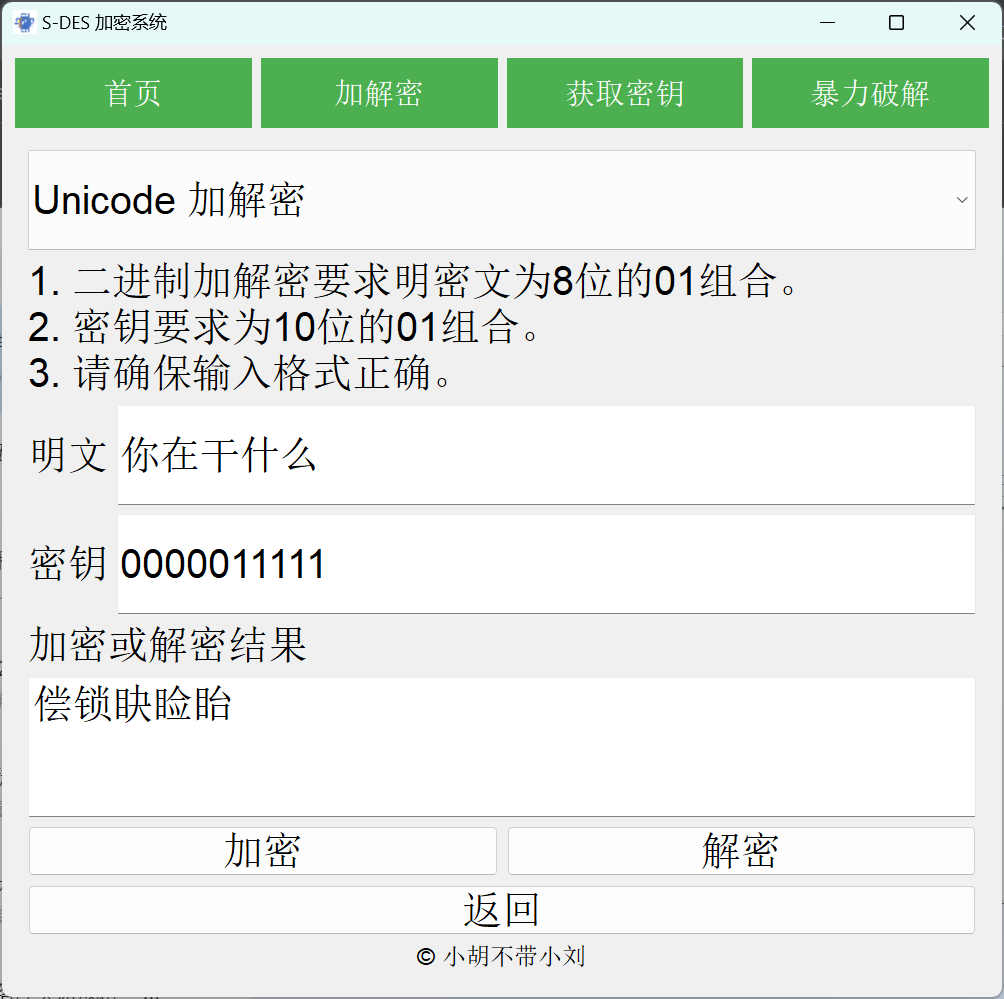 S-DES 加密系统
首页 加解密 获取密钥 暴力破解
Unicode 加解密
1. 二进制加解密要求明密文为8位的01组合。
2. 密钥要求为10位的01组合。
3. 请确保输入格式正确。
明文 你在干什么
密钥 0000011111
加密或解密结果
偿锁眏睑眙
加密 解密
返回
© 小胡不带小刘